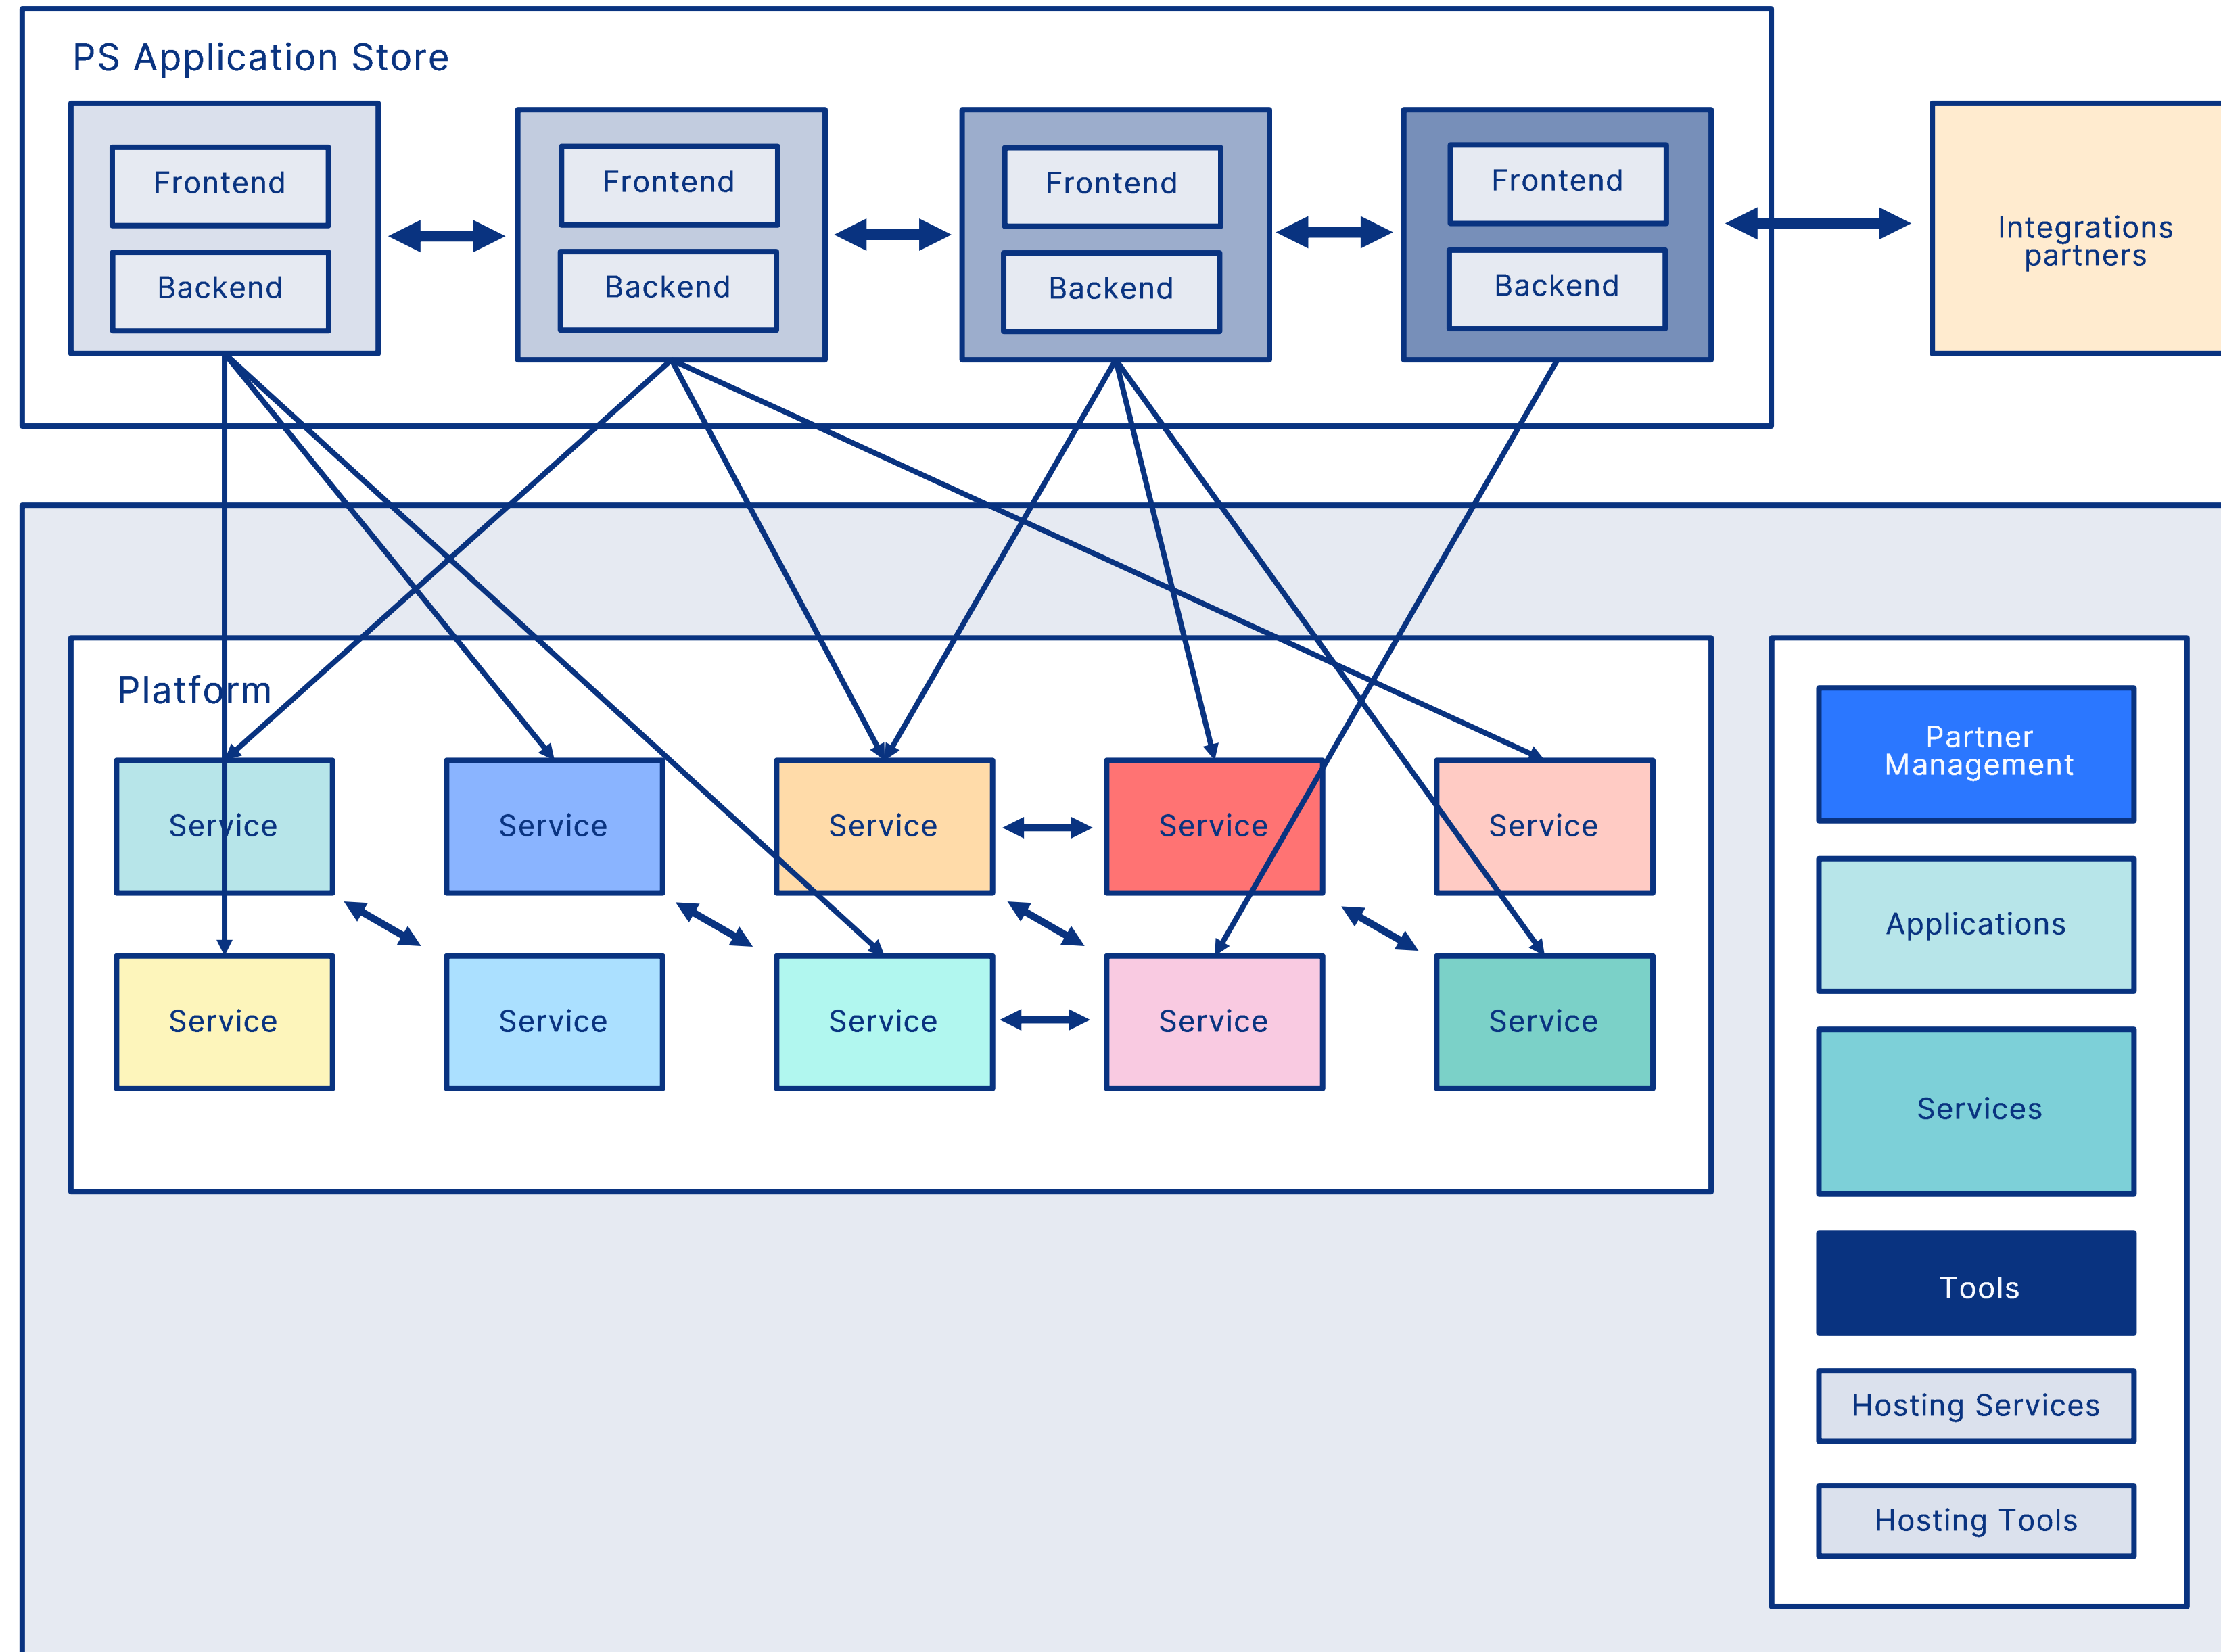 PS Application Store
Frontend
Backend
Frontend
Backend
Frontend
Backend
Frontend
Backend
Integrations
partners
Platform
Service
Service
Service
Service
Service
Service
Service
Service
Service
Service
Partner
Management
Applications
Services
Tools
Hosting Services
Hosting Tools